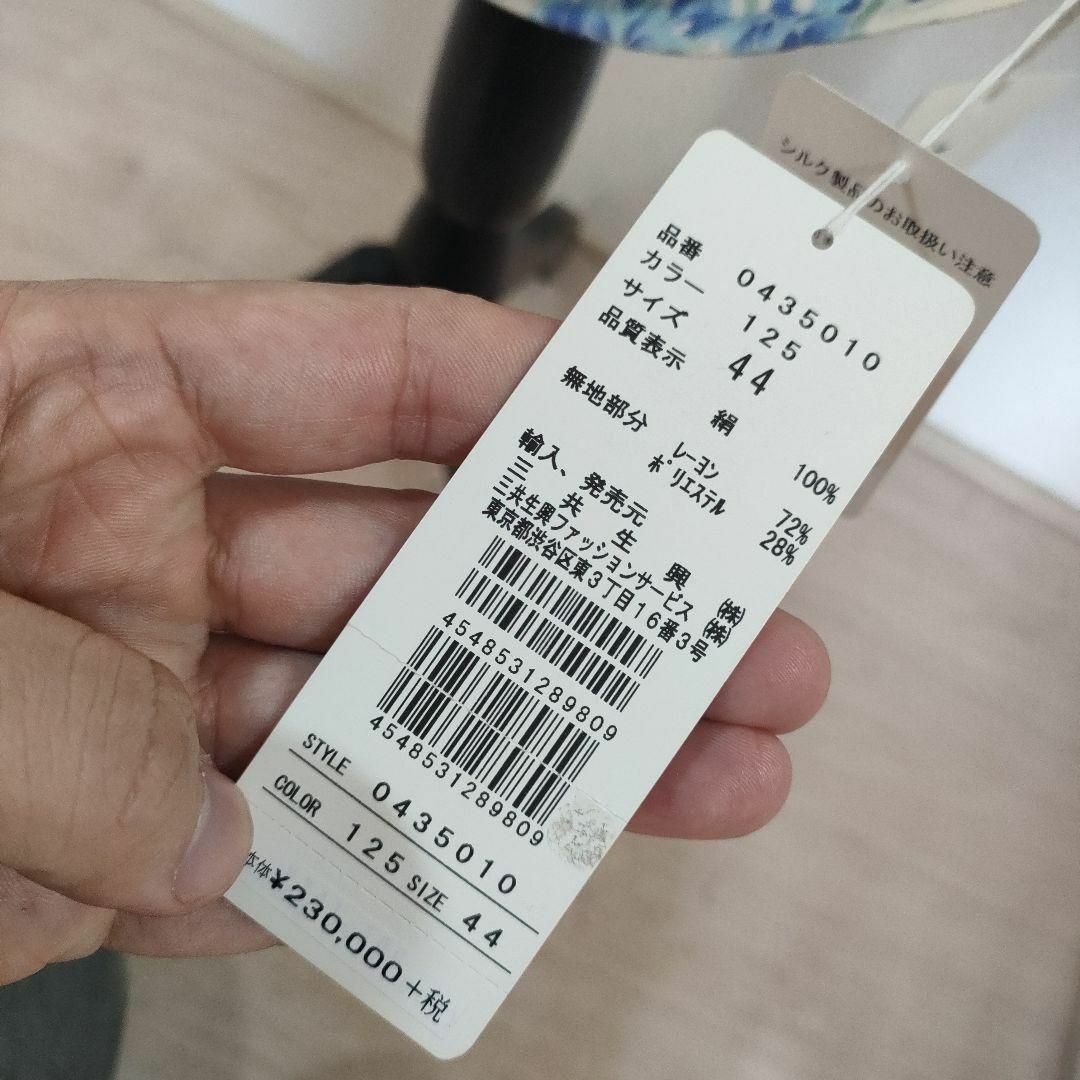 シルク製品のお取扱い注意
品番 0435010
カラー 125
サイズ 44
品質表示
絹 100%
無地部分
レーヨン 72%
ポリエステル 28%
輸入、発売元
三共生興㈱
三共生興ファッションサービス㈱
東京都渋谷区東3丁目16番3号
4548531289809
4548531289809
STYLE 0435010
COLOR 125 SIZE 44
本体¥230,000+税